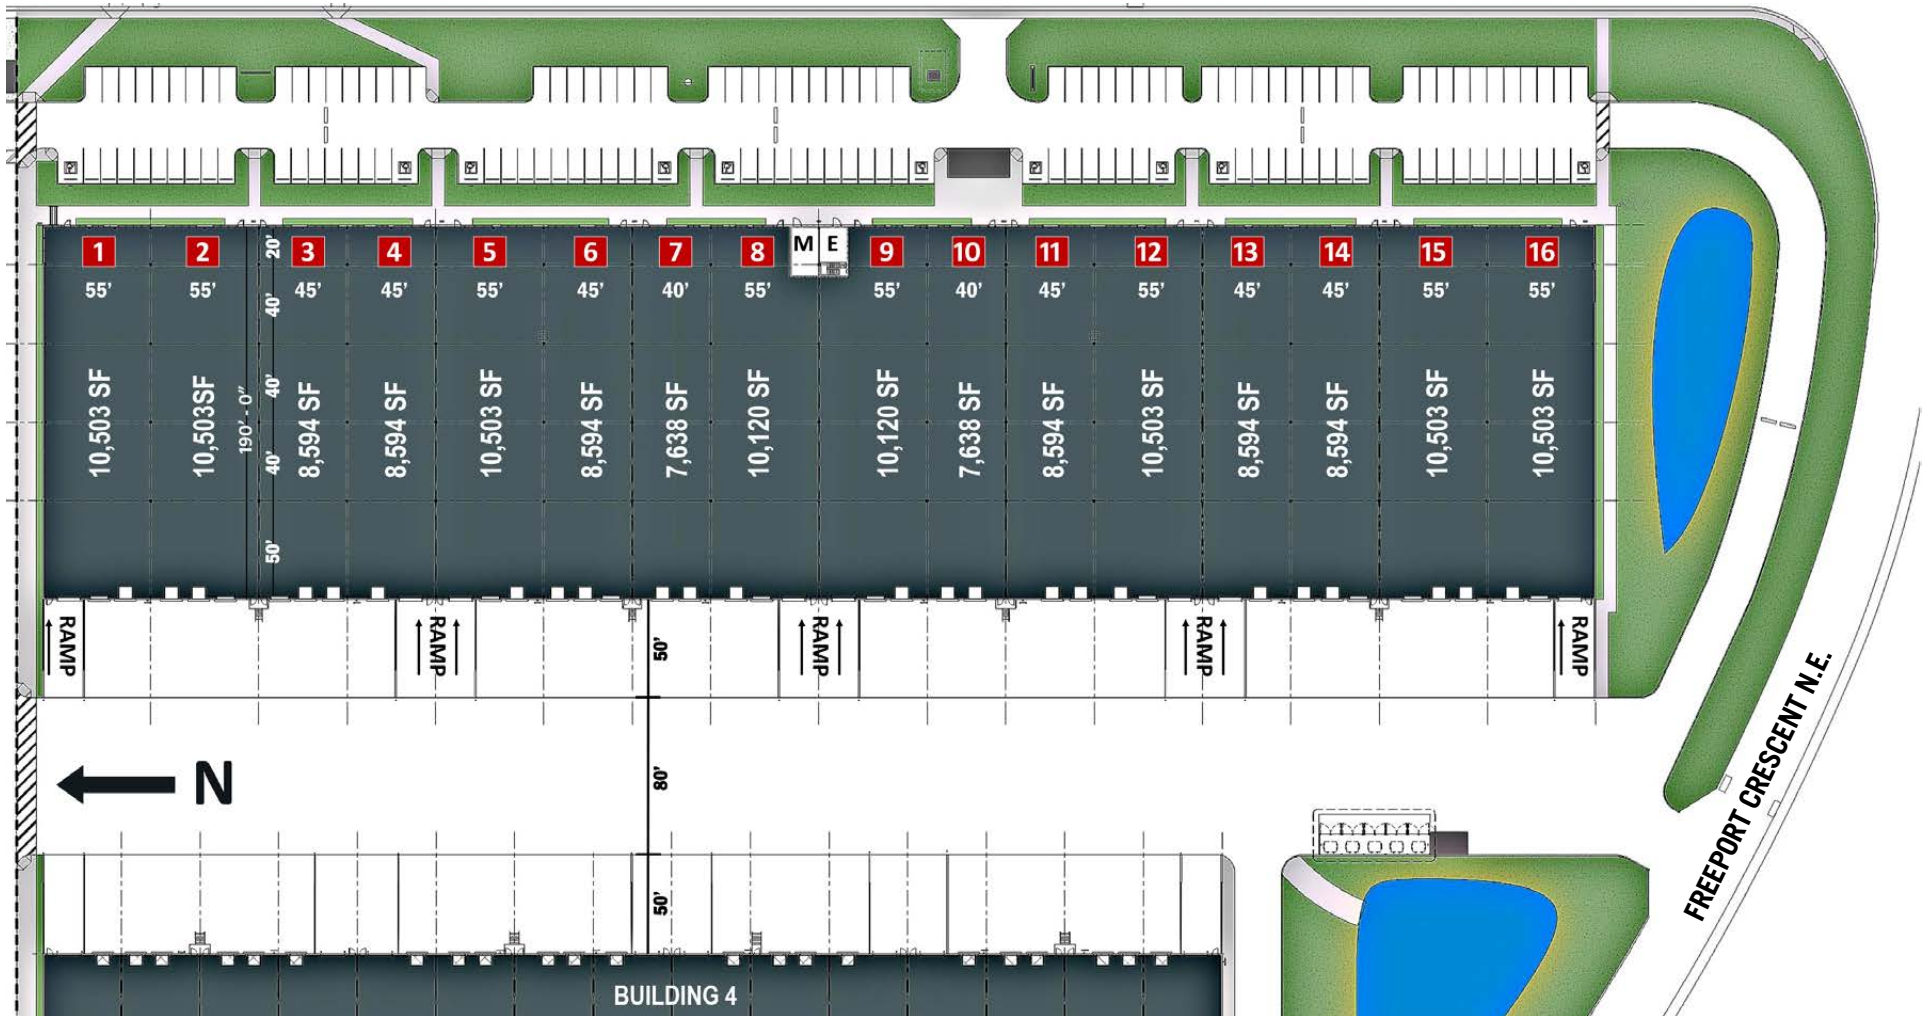 1 2 3 4 5 6 7 8 M E 9 10 11 12 13 14 15 16
55' 55' 45' 45' 55' 45' 40' 55' 55' 40' 45' 55' 45' 45' 55' 55'
20'
40'
40'
40'
50'
190' - 0"
10,503 SF
10,503SF
8,594 SF
8,594 SF
10,503 SF
8,594 SF
7,638 SF
10,120 SF
10,120 SF
7,638 SF
8,594 SF
10,503 SF
8,594 SF
8,594 SF
10,503 SF
10,503 SF
RAMP
RAMP
RAMP
RAMP
RAMP
50'
80'
50'
N
FREEPORT CRESCENT N.E.
BUILDING 4